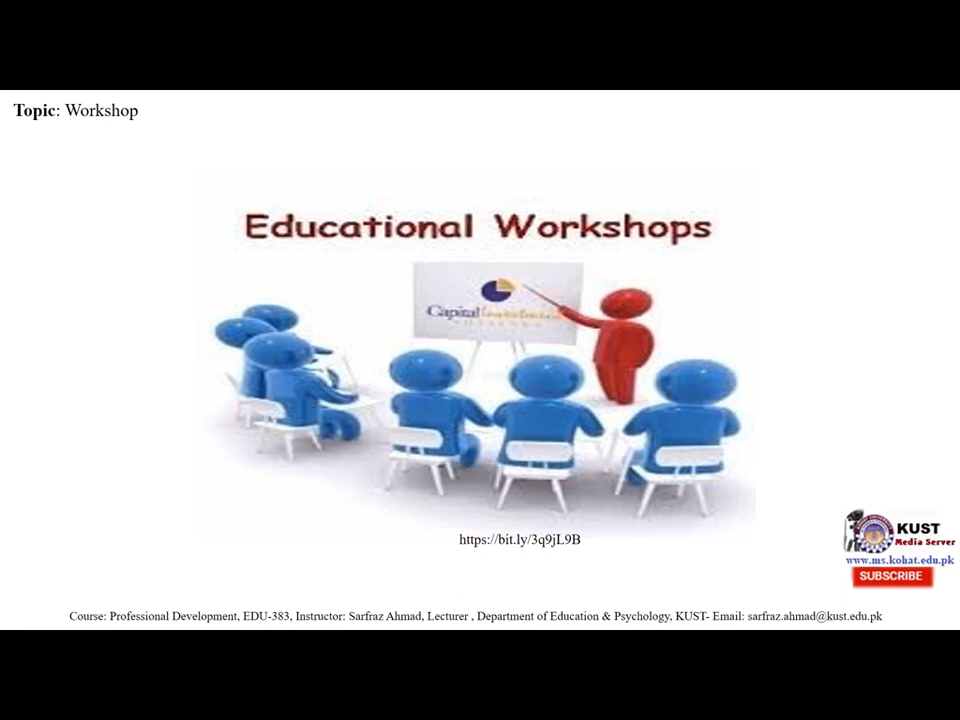 Topic: Workshop
Educational Workshops
Capital
https://bit.ly/3q9jL9B
KUST
Media Server
www.ms.kohat.edu.pk
SUBSCRIBE
Course: Professional Development, EDU-383, Instructor: Sarfraz Ahmad, Lecturer , Department of Education & Psychology, KUST- Email: sarfraz.ahmad@kust.edu.pk